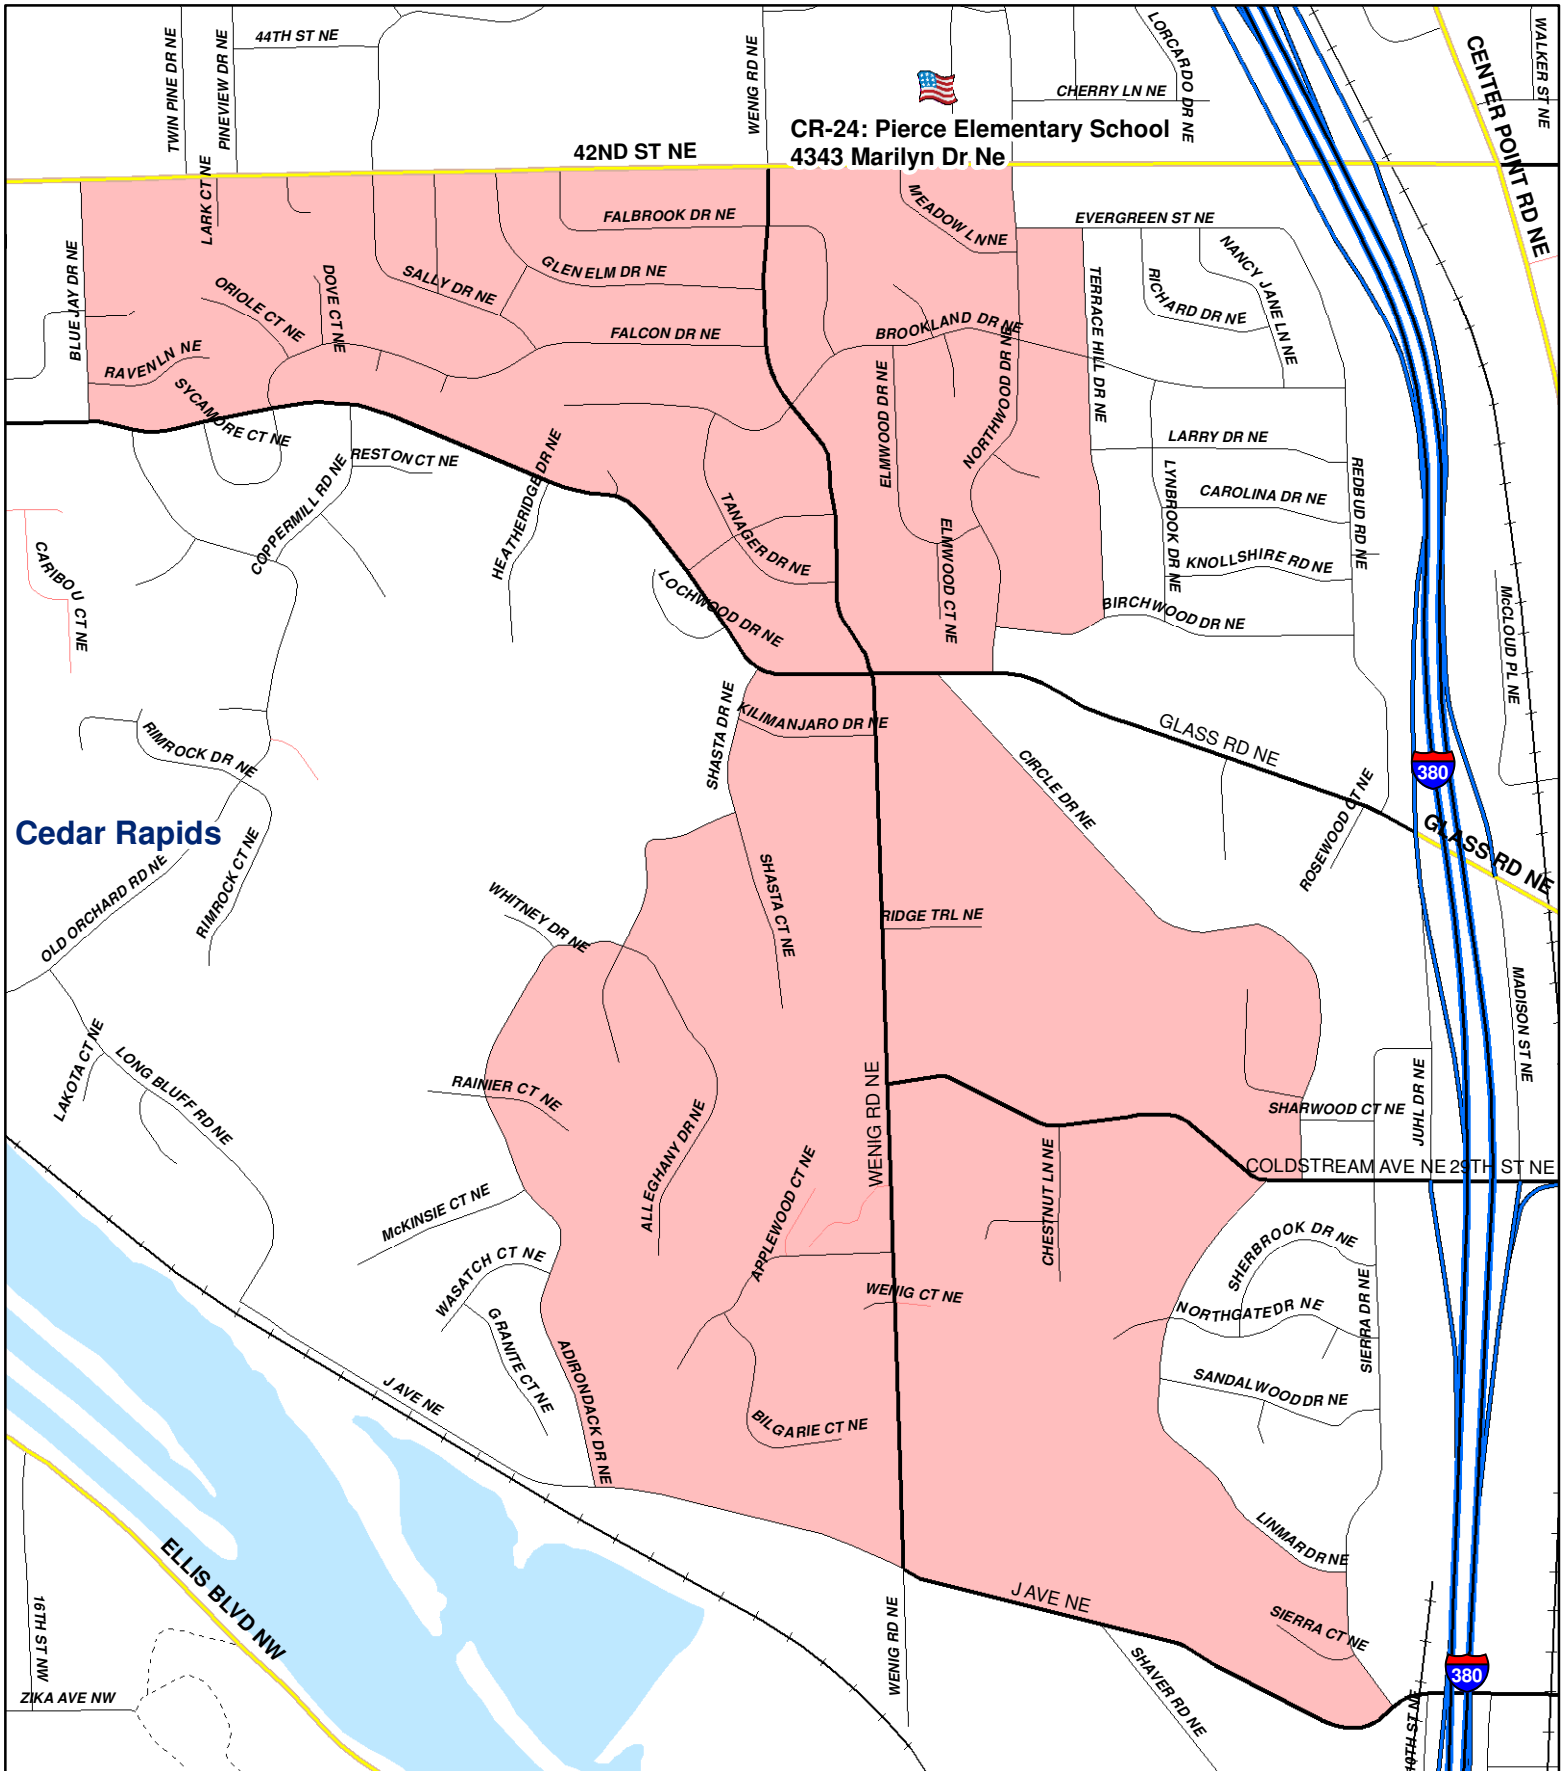 44TH ST NE
TWIN PINE DR NE
PINEVIEW DR NE
WENIG RD NE
LORCARDO DR NE
CHERRY LN NE
CENTER POINT RD NE
WALKER ST NE
CR-24: Pierce Elementary School
4343 Marilyn Dr Ne
42ND ST NE
LARK CT NE
FALBROOK DR NE
MEADOW LN NE
EVERGREEN ST NE
BLUE JAY DR NE
ORIOLE CT NE
DOVE CT NE
SALLY DR NE
GLEN ELM DR NE
TERRACE HILL DR NE
RICHARD DR NE
NANCY JANE LN NE
RAVEN LN NE
FALCON DR NE
BROOKLAND DR NE
SYCAMORE CT NE
RESTON CT NE
COPPERMILL RD NE
HEATHERIDGE DR NE
ELMWOOD DR NE
NORTHWOOD DR NE
LARRY DR NE
LYNBROOK DR NE
CAROLINA DR NE
REDBUD RD NE
CARIBOU CT NE
TANAGER DR NE
ELMWOOD CT NE
KNOLLSHIRE RD NE
LOCHWOOD DR NE
BIRCHWOOD DR NE
McCLOUD PL NE
RIMROCK DR NE
SHASTA DR NE
KILIMANJARO DR NE
CIRCLE DR NE
GLASS RD NE
380
Cedar Rapids
OLD ORCHARD RD NE
RIMROCK CT NE
ROSEWOOD CT NE
GLASS RD NE
WHITNEY DR NE
SHASTA CT NE
RIDGE TRL NE
MADISON ST NE
LAKOTA CT NE
LONG BLUFF RD NE
RAINIER CT NE
ALLEGHANY DR NE
WENIG RD NE
SHARWOOD CT NE
JUHL DR NE
COLDSTREAM AVE NE
29TH ST NE
McKINSIE CT NE
APPLEWOOD CT NE
CHESTNUT LN NE
WASATCH CT NE
SHERBROOK DR NE
WENIG CT NE
NORTHGATE DR NE
SIERRA DR NE
GRANITE CT NE
ADIRONDACK DR NE
J AVE NE
SANDALWOOD DR NE
BILGARIE CT NE
LINMAR DR NE
ELLIS BLVD NW
16TH ST NW
ZIKA AVE NW
WENIG RD NE
J AVE NE
SHAVER RD NE
SIERRA CT NE
380